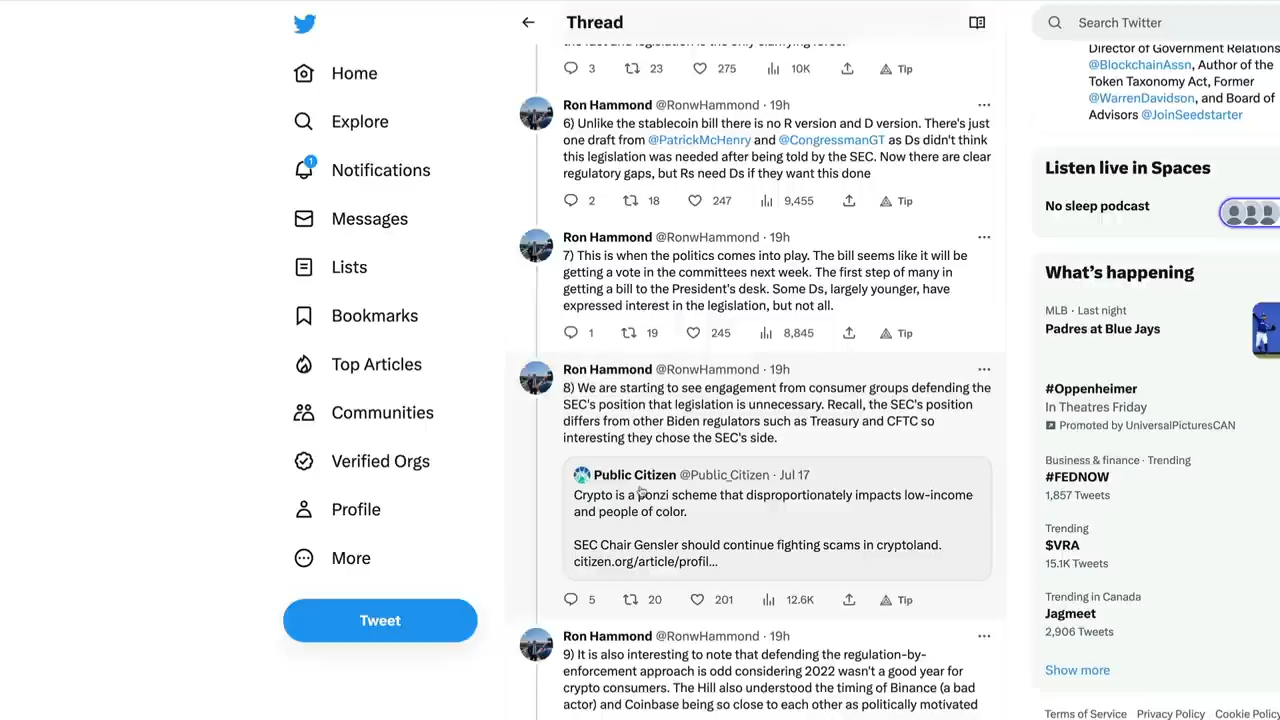 Home
Explore
1
Notifications
Messages
Lists
Bookmarks
Top Articles
Communities
Verified Orgs
Profile
More
Tweet
Thread
3 23 275 10K Tip
Ron Hammond @RonwHammond · 19h
6) Unlike the stablecoin bill there is no R version and D version. There's just
one draft from @PatrickMcHenry and @CongressmanGT as Ds didn't think
this legislation was needed after being told by the SEC. Now there are clear
regulatory gaps, but Rs need Ds if they want this done
2 18 247 9,455 Tip
Ron Hammond @RonwHammond · 19h
7) This is when the politics comes into play. The bill seems like it will be
getting a vote in the committees next week. The first step of many in
getting a bill to the President's desk. Some Ds, largely younger, have
expressed interest in the legislation, but not all.
1 19 245 8,845 Tip
Ron Hammond @RonwHammond · 19h
8) We are starting to see engagement from consumer groups defending the
SEC's position that legislation is unnecessary. Recall, the SEC's position
differs from other Biden regulators such as Treasury and CFTC so
interesting they chose the SEC's side.
Public Citizen @Public_Citizen · Jul 17
Crypto is a ponzi scheme that disproportionately impacts low-income
and people of color.
SEC Chair Gensler should continue fighting scams in cryptoland.
citizen.org/article/profil...
5 20 201 12.6K Tip
Ron Hammond @RonwHammond · 19h
9) It is also interesting to note that defending the regulation-by-
enforcement approach is odd considering 2022 wasn't a good year for
crypto consumers. The Hill also understood the timing of Binance (a bad
actor) and Coinbase being so close to each other as politically motivated
Search Twitter
Director of Government Relations
@BlockchainAssn, Author of the
Token Taxonomy Act, Former
@WarrenDavidson, and Board of
Advisors @JoinSeedstarter
Listen live in Spaces
No sleep podcast
What's happening
MLB · Last night
Padres at Blue Jays
#Oppenheimer
In Theatres Friday
Promoted by UniversalPicturesCAN
Business & finance · Trending
#FEDNOW
1,857 Tweets
Trending
$VRA
15.1K Tweets
Trending in Canada
Jagmeet
2,906 Tweets
Show more
Terms of Service Privacy Policy Cookie Policy